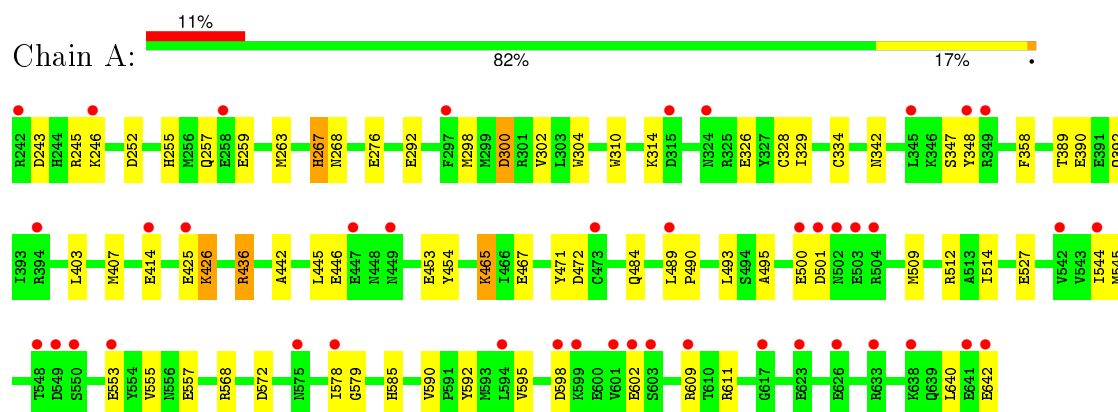 11%
Chain A:
82% 17% •
R242 D243 H244 R245 K246 D252 H255 M256 Q257 E258 E259 M263 H267 N268 E276 E292 F297 M298 M299 D300 R301 V302 L303 W304 W310 K314 D315 N324 R325 E326 Y327 C328 I329 C334 N342 L345 K346 S347 Y348 R349 F358 T389 E390 E391 Q392
I393 R394 L403 M407 E414 E425 K426 R436 A442 L445 E446 E447 N448 N449 E453 Y454 K465 I466 E467 Y471 D472 C473 Q484 L489 P490 L493 S494 A495 E500 D501 N502 E503 R504 M509 R512 A513 I514 E527 V542 V543 I544 M545
T548 D549 S550 E553 Y554 V555 N556 E557 R568 D572 N575 I578 G579 H585 V590 P591 Y592 M593 L594 V595 D598 K599 E600 V601 E602 S603 R609 T610 R611 G617 E623 E626 R633 K638 Q639 L640 E641 E642